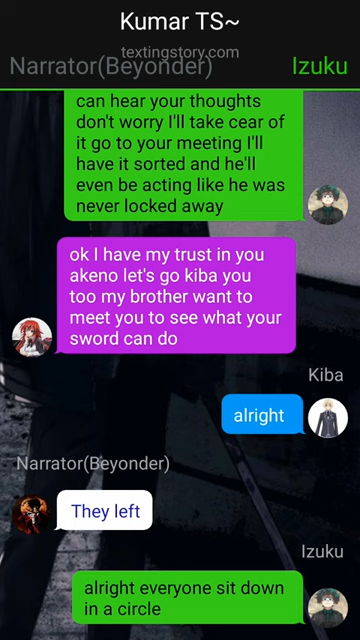 Kumar TS~
textingstory.com
Narrator(Beyonder)
Izuku
can hear your thoughts
don't worry I'll take cear of
it go to your meeting I'll
have it sorted and he'll
even be acting like he was
never locked away
ok I have my trust in you
akeno let's go kiba you
too my brother want to
meet you to see what your
sword can do
Kiba
alright
Narrator(Beyonder)
They left
Izuku
alright everyone sit down
in a circle